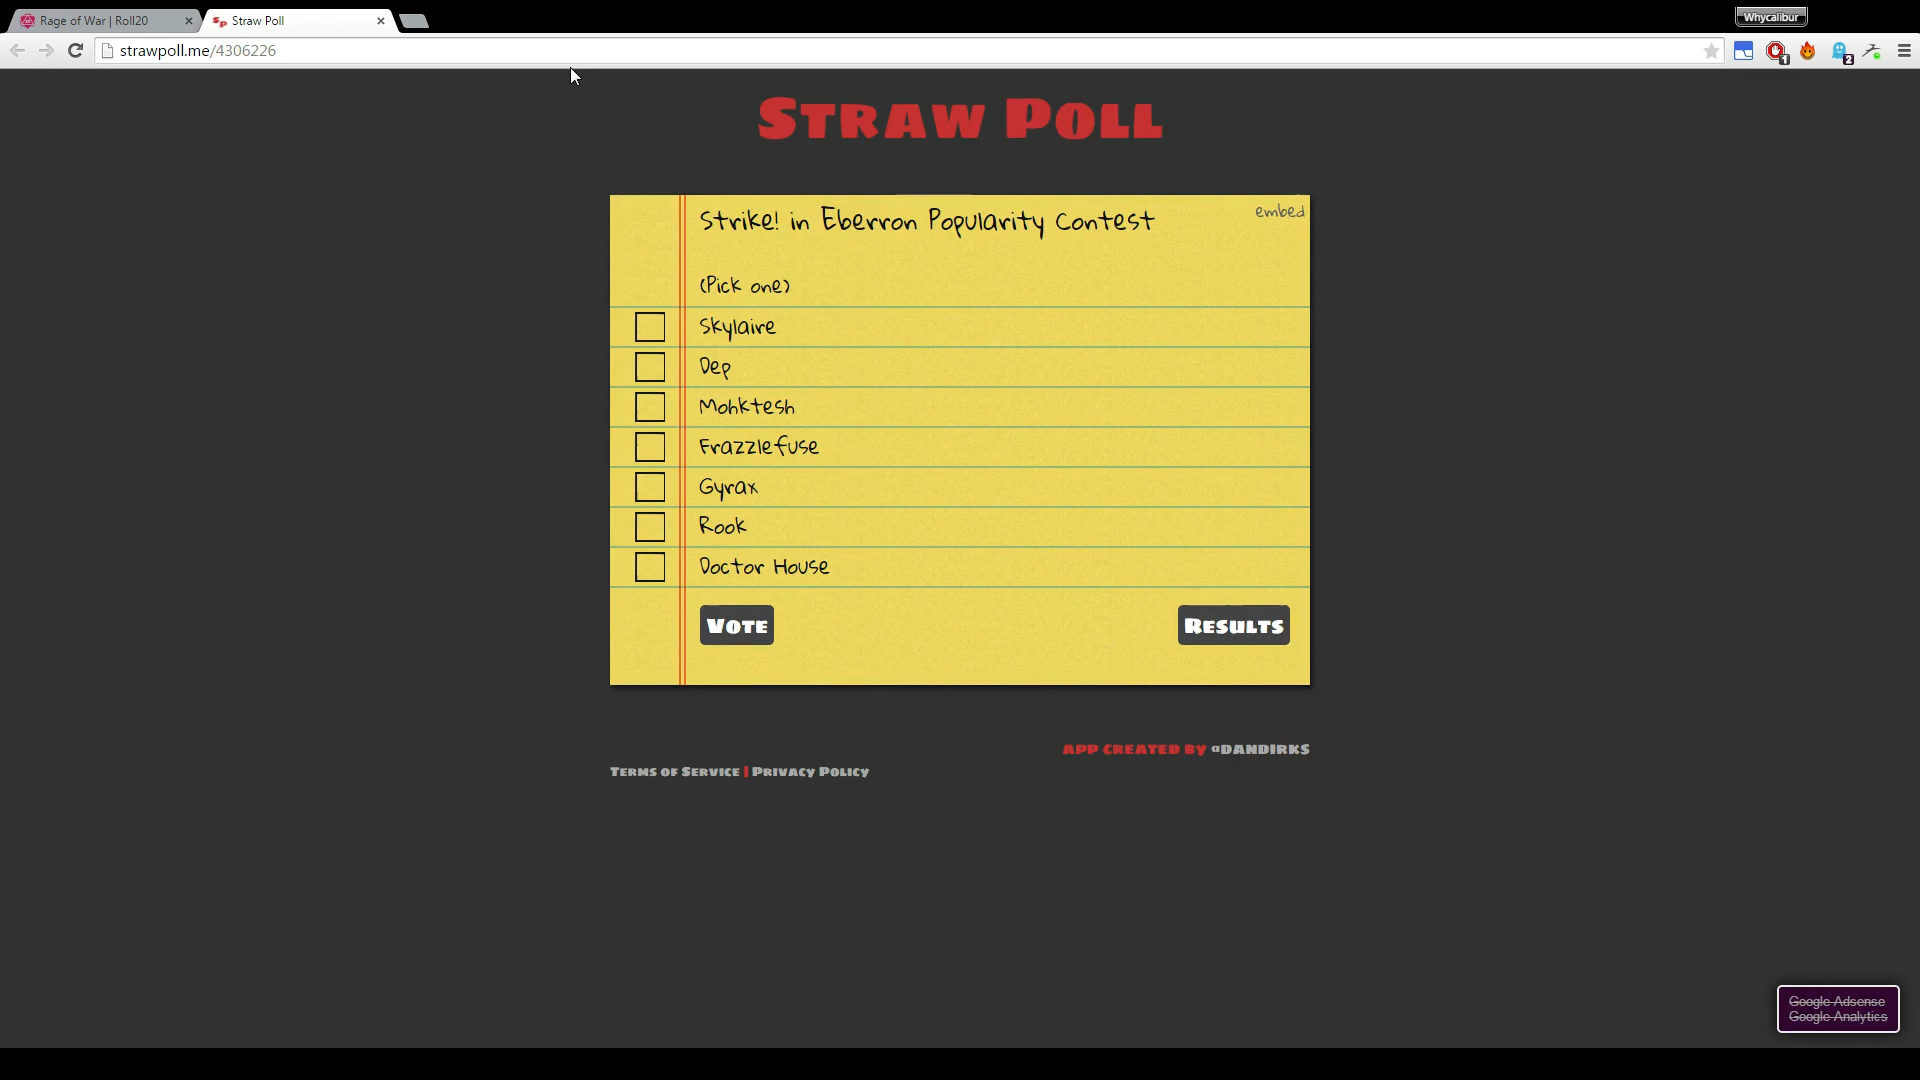 Rage of War | Roll20
Straw Poll
Whycalibur
strawpoll.me/4306226
1
2
STRAW POLL
Strike! in Eberron Popularity Contest
embed
(Pick one)
Skylaire
Dep
Mohktesh
Frazzlefuse
Gyrax
Rook
Doctor House
VOTE
RESULTS
APP CREATED BY @DANDIRKS
TERMS OF SERVICE | PRIVACY POLICY
Google Adsense
Google Analytics